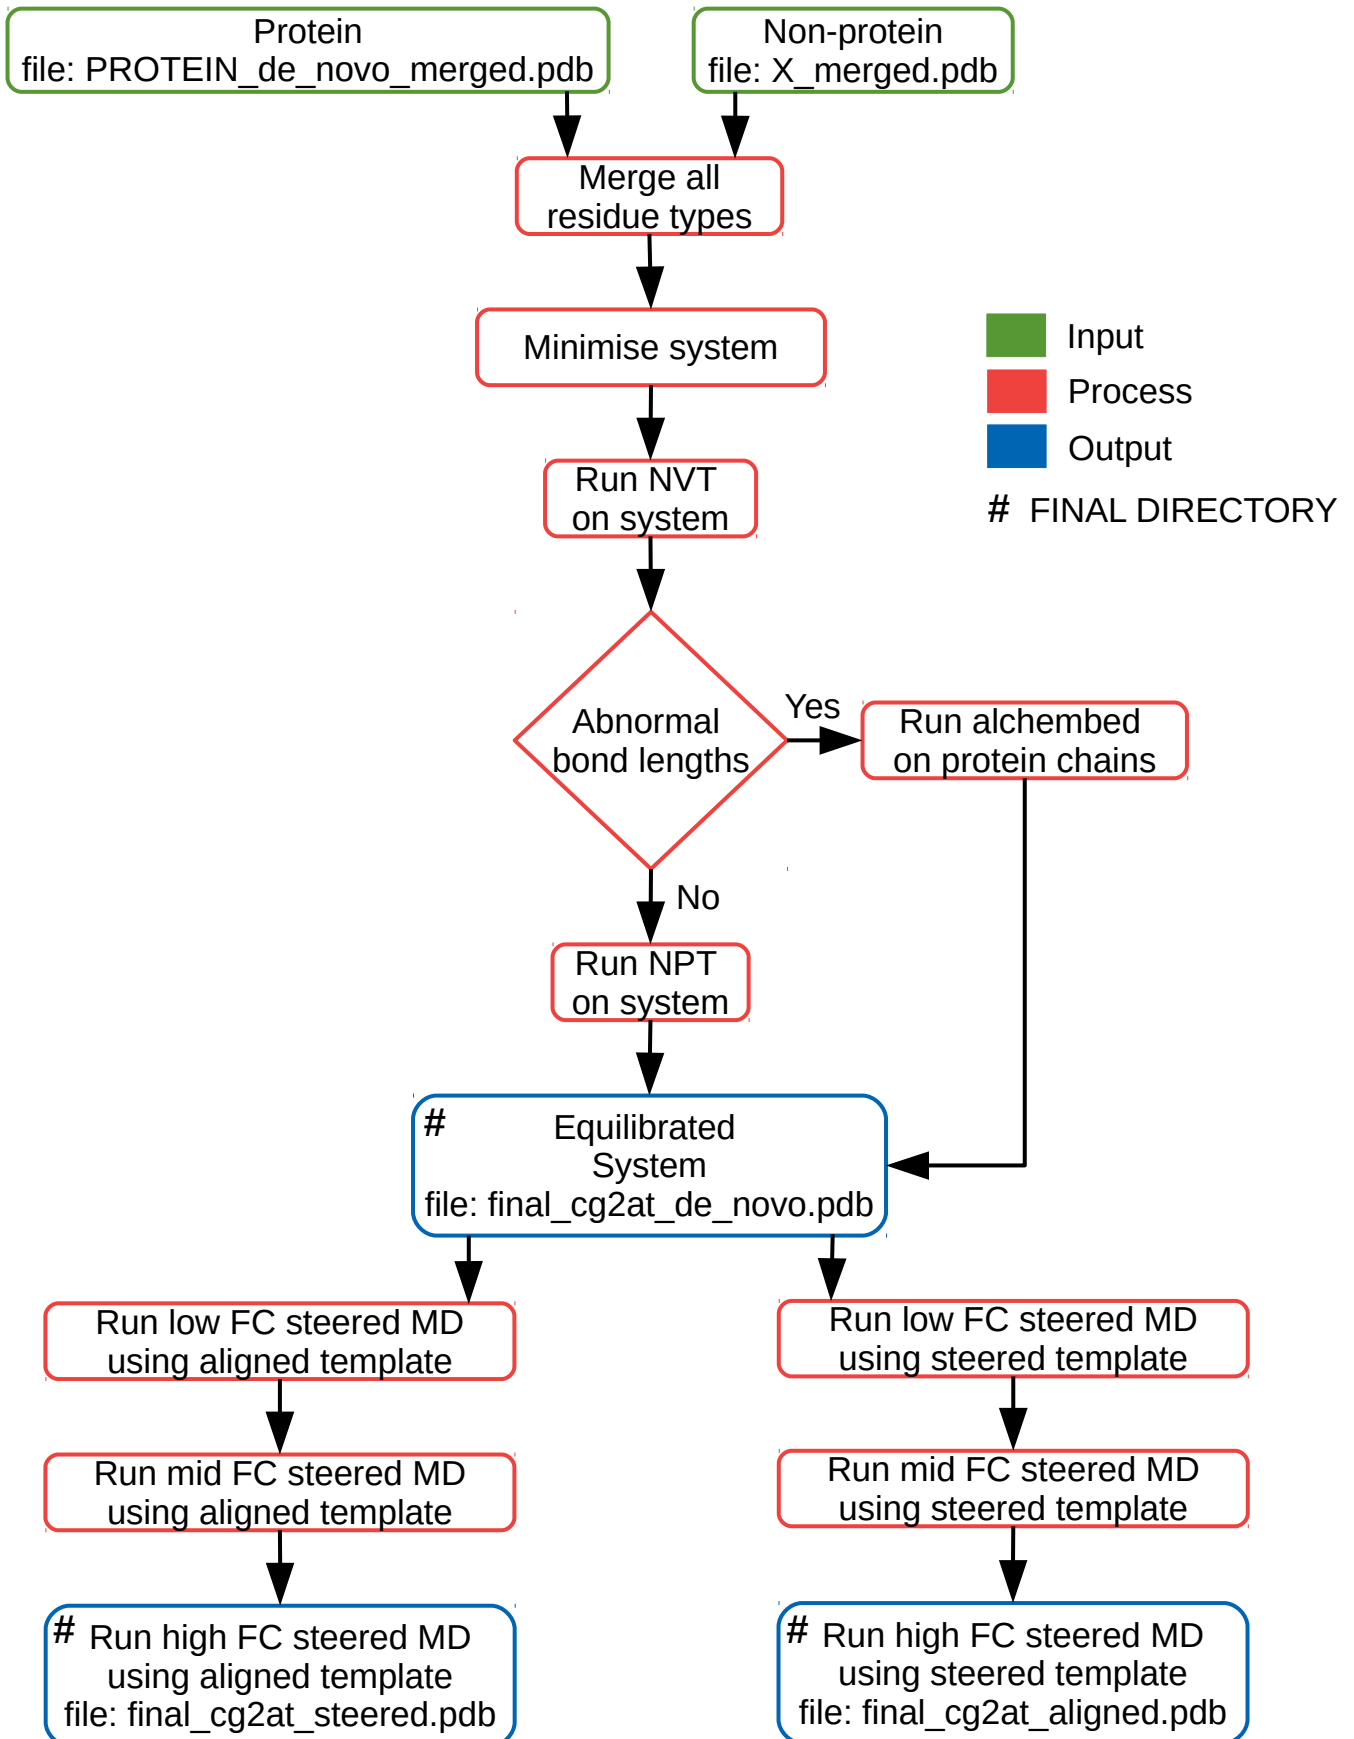 Protein
file: PROTEIN_de_novo_merged.pdb
Non-protein
file: X_merged.pdb
Merge all
residue types
Minimise system
Input
Process
Output
# FINAL DIRECTORY
Run NVT
on system
Abnormal
bond lengths
Yes
Run alchembed
on protein chains
No
Run NPT
on system
#
Equilibrated
System
file: final_cg2at_de_novo.pdb
Run low FC steered MD
using aligned template
Run low FC steered MD
using steered template
Run mid FC steered MD
using aligned template
Run mid FC steered MD
using steered template
# Run high FC steered MD
using aligned template
file: final_cg2at_steered.pdb
# Run high FC steered MD
using steered template
file: final_cg2at_aligned.pdb